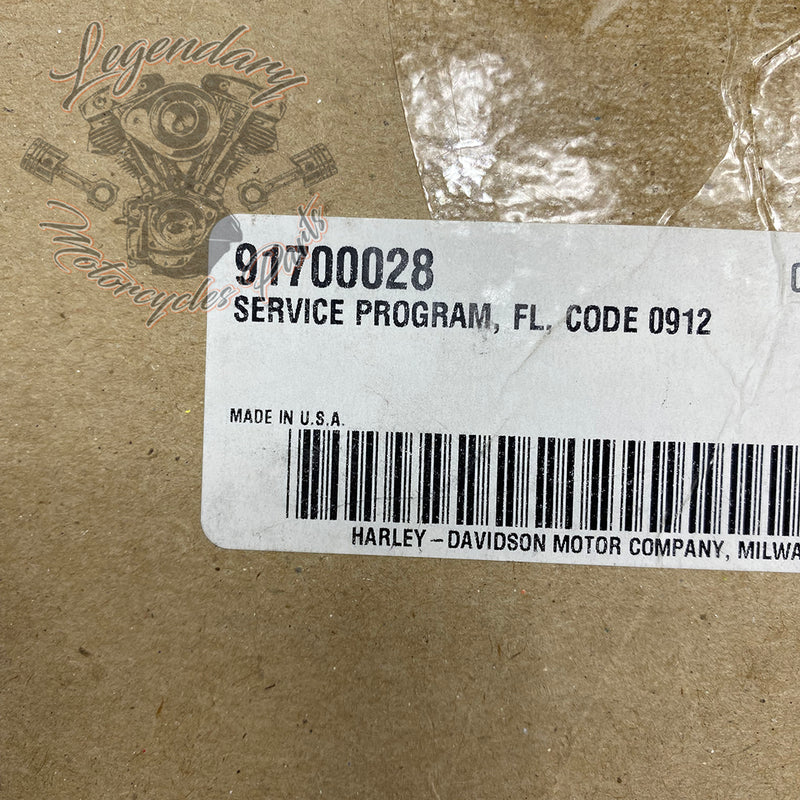 Legendary
Motorcycles Parts
91700028
SERVICE PROGRAM, FL, CODE 0912
MADE IN U.S.A.
HARLEY-DAVIDSON MOTOR COMPANY, MILWA